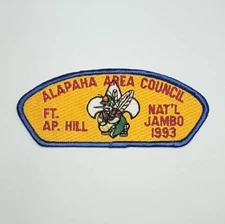 ALAPAHA AREA COUNCIL
FT. NAT'L
AP. HILL JAMBO
1993